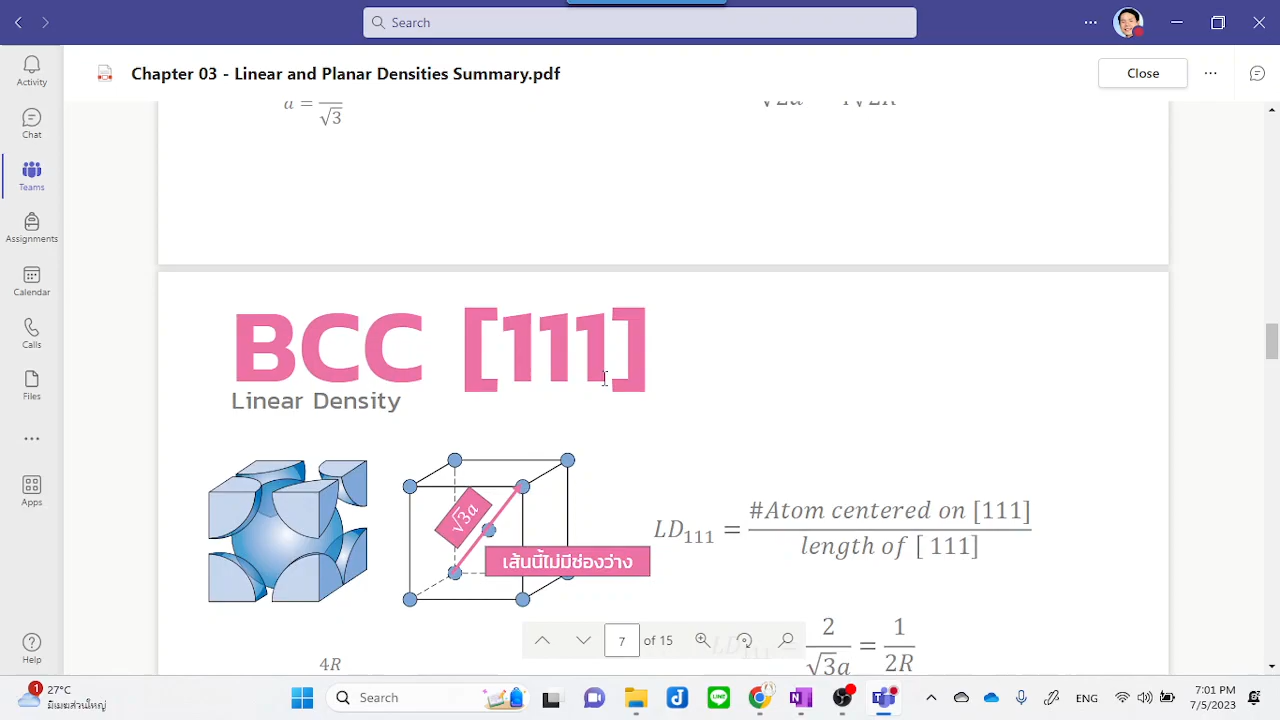 Search
Chapter 03 - Linear and Planar Densities Summary.pdf
Close
Activity
Chat
Teams
Assignments
Calendar
Calls
Files
Apps
Help
a = √3
BCC [111]
Linear Density
√3a
เส้นนี้ไม่มีช่องว่าง
LD₁₁₁ = #Atom centered on [111]
length of [ 111]
LD₁₁₁ = 2 / √3a = 1 / 2R
4R
7 of 15
1
27°C
มีเมฆส่วนใหญ่
Search
ENG
7:01 PM
7/5/2023